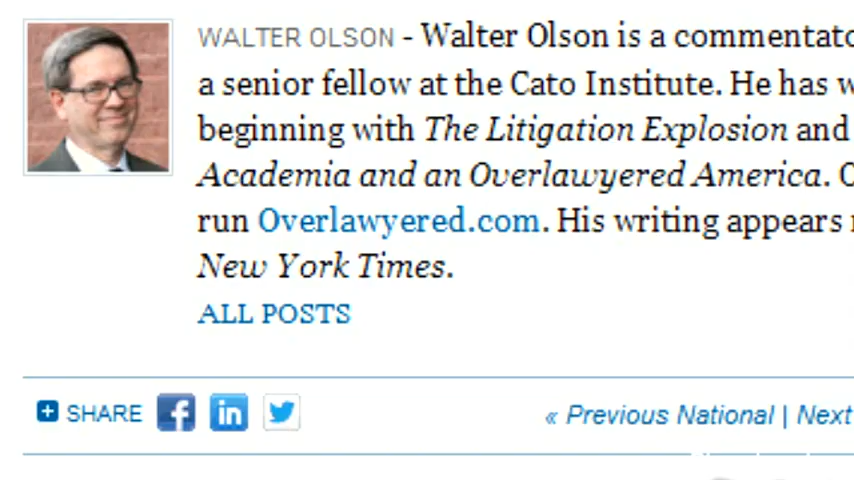 WALTER OLSON - Walter Olson is a commentato
a senior fellow at the Cato Institute. He has w
beginning with The Litigation Explosion and
Academia and an Overlawyered America. O
run Overlawyered.com. His writing appears
New York Times.
ALL POSTS
SHARE f in
« Previous National | Next